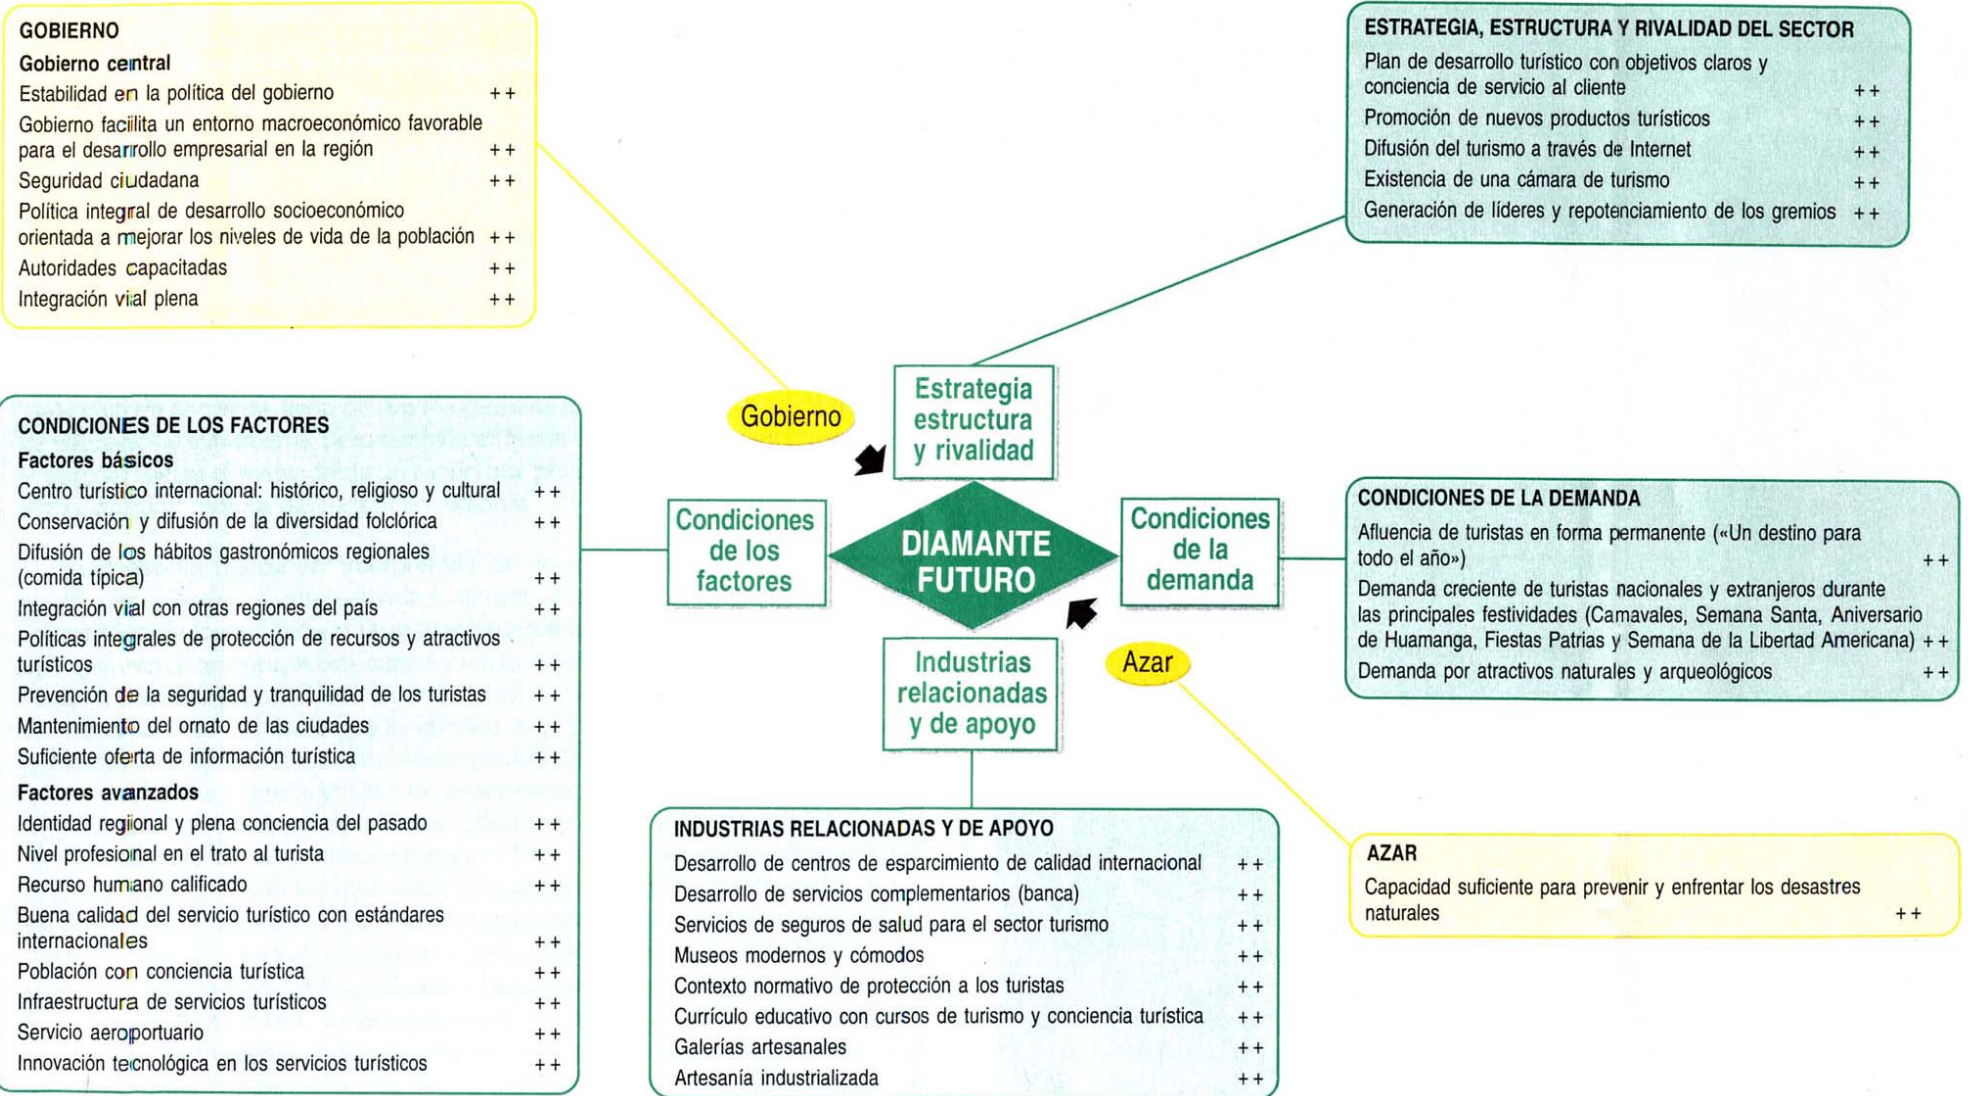 GOBIERNO
Gobierno central
Estabilidad en la política del gobierno ++
Gobierno facilita un entorno macroeconómico favorable
para el desarrollo empresarial en la región ++
Seguridad ciudadana ++
Política integral de desarrollo socioeconómico
orientada a mejorar los niveles de vida de la población ++
Autoridades capacitadas ++
Integración vial plena ++
ESTRATEGIA, ESTRUCTURA Y RIVALIDAD DEL SECTOR
Plan de desarrollo turístico con objetivos claros y
conciencia de servicio al cliente ++
Promoción de nuevos productos turísticos ++
Difusión del turismo a través de Internet ++
Existencia de una cámara de turismo ++
Generación de líderes y repotenciamiento de los gremios ++
Gobierno
Estrategia
estructura
y rivalidad
Condiciones
de los
factores
DIAMANTE
FUTURO
Condiciones
de la
demanda
Industrias
relacionadas
y de apoyo
Azar
CONDICIONES DE LOS FACTORES
Factores básicos
Centro turístico internacional: histórico, religioso y cultural ++
Conservación y difusión de la diversidad folclórica ++
Difusión de los hábitos gastronómicos regionales
(comida típica) ++
Integración vial con otras regiones del país ++
Políticas integrales de protección de recursos y atractivos
turísticos ++
Prevención de la seguridad y tranquilidad de los turistas ++
Mantenimiento del ornato de las ciudades ++
Suficiente oferta de información turística ++
Factores avanzados
Identidad regional y plena conciencia del pasado ++
Nivel profesional en el trato al turista ++
Recurso humano calificado ++
Buena calidad del servicio turístico con estándares
internacionales ++
Población con conciencia turística ++
Infraestructura de servicios turísticos ++
Servicio aeroportuario ++
Innovación tecnológica en los servicios turísticos ++
CONDICIONES DE LA DEMANDA
Afluencia de turistas en forma permanente («Un destino para
todo el año») ++
Demanda creciente de turistas nacionales y extranjeros durante
las principales festividades (Carnavales, Semana Santa, Aniversario
de Huamanga, Fiestas Patrias y Semana de la Libertad Americana) ++
Demanda por atractivos naturales y arqueológicos ++
INDUSTRIAS RELACIONADAS Y DE APOYO
Desarrollo de centros de esparcimiento de calidad internacional ++
Desarrollo de servicios complementarios (banca) ++
Servicios de seguros de salud para el sector turismo ++
Museos modernos y cómodos ++
Contexto normativo de protección a los turistas ++
Currículo educativo con cursos de turismo y conciencia turística ++
Galerías artesanales ++
Artesanía industrializada ++
AZAR
Capacidad suficiente para prevenir y enfrentar los desastres
naturales ++